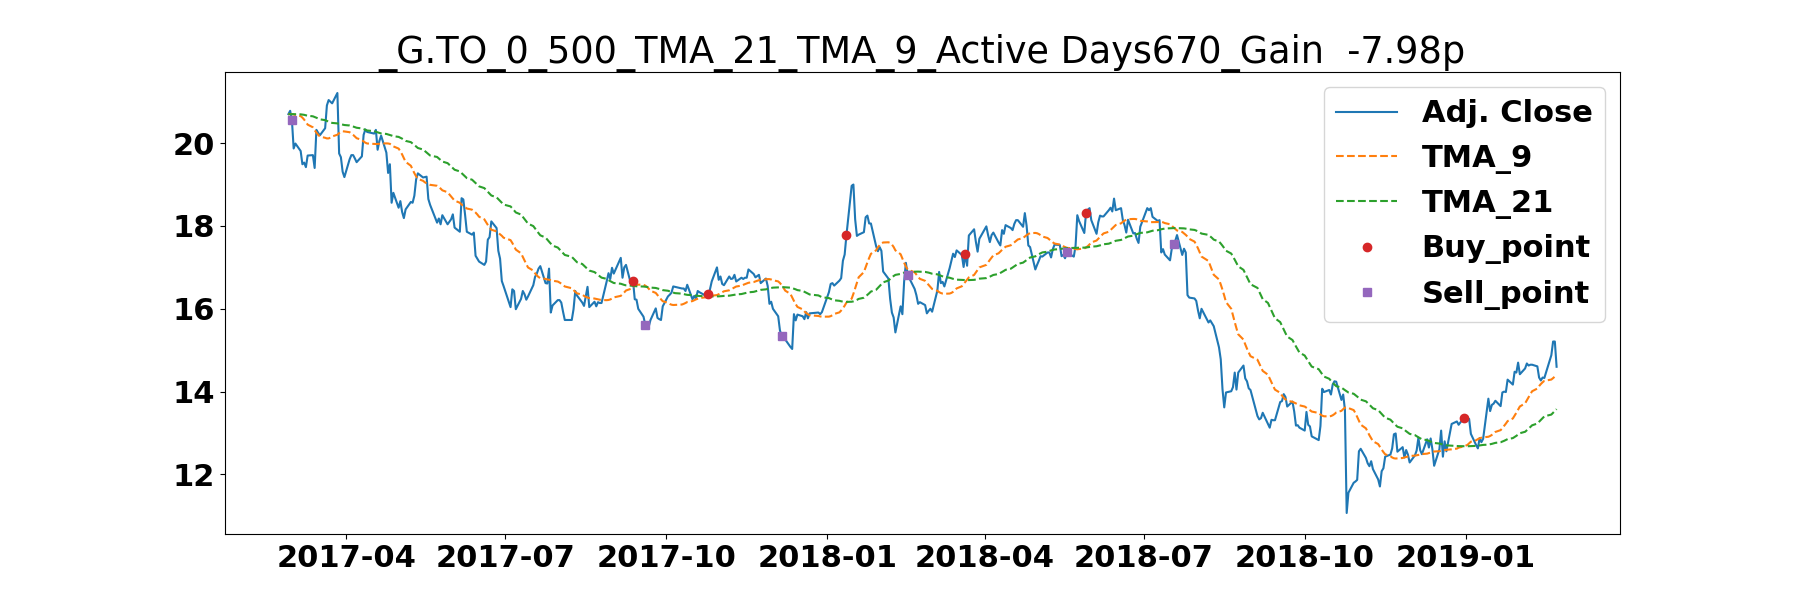 _G.TO_0_500_TMA_21_TMA_9_Active Days670_Gain  -7.98p
Adj. Close
TMA_9
TMA_21
Buy_point
Sell_point
20
18
16
14
12
2017-04 2017-07 2017-10 2018-01 2018-04 2018-07 2018-10 2019-01